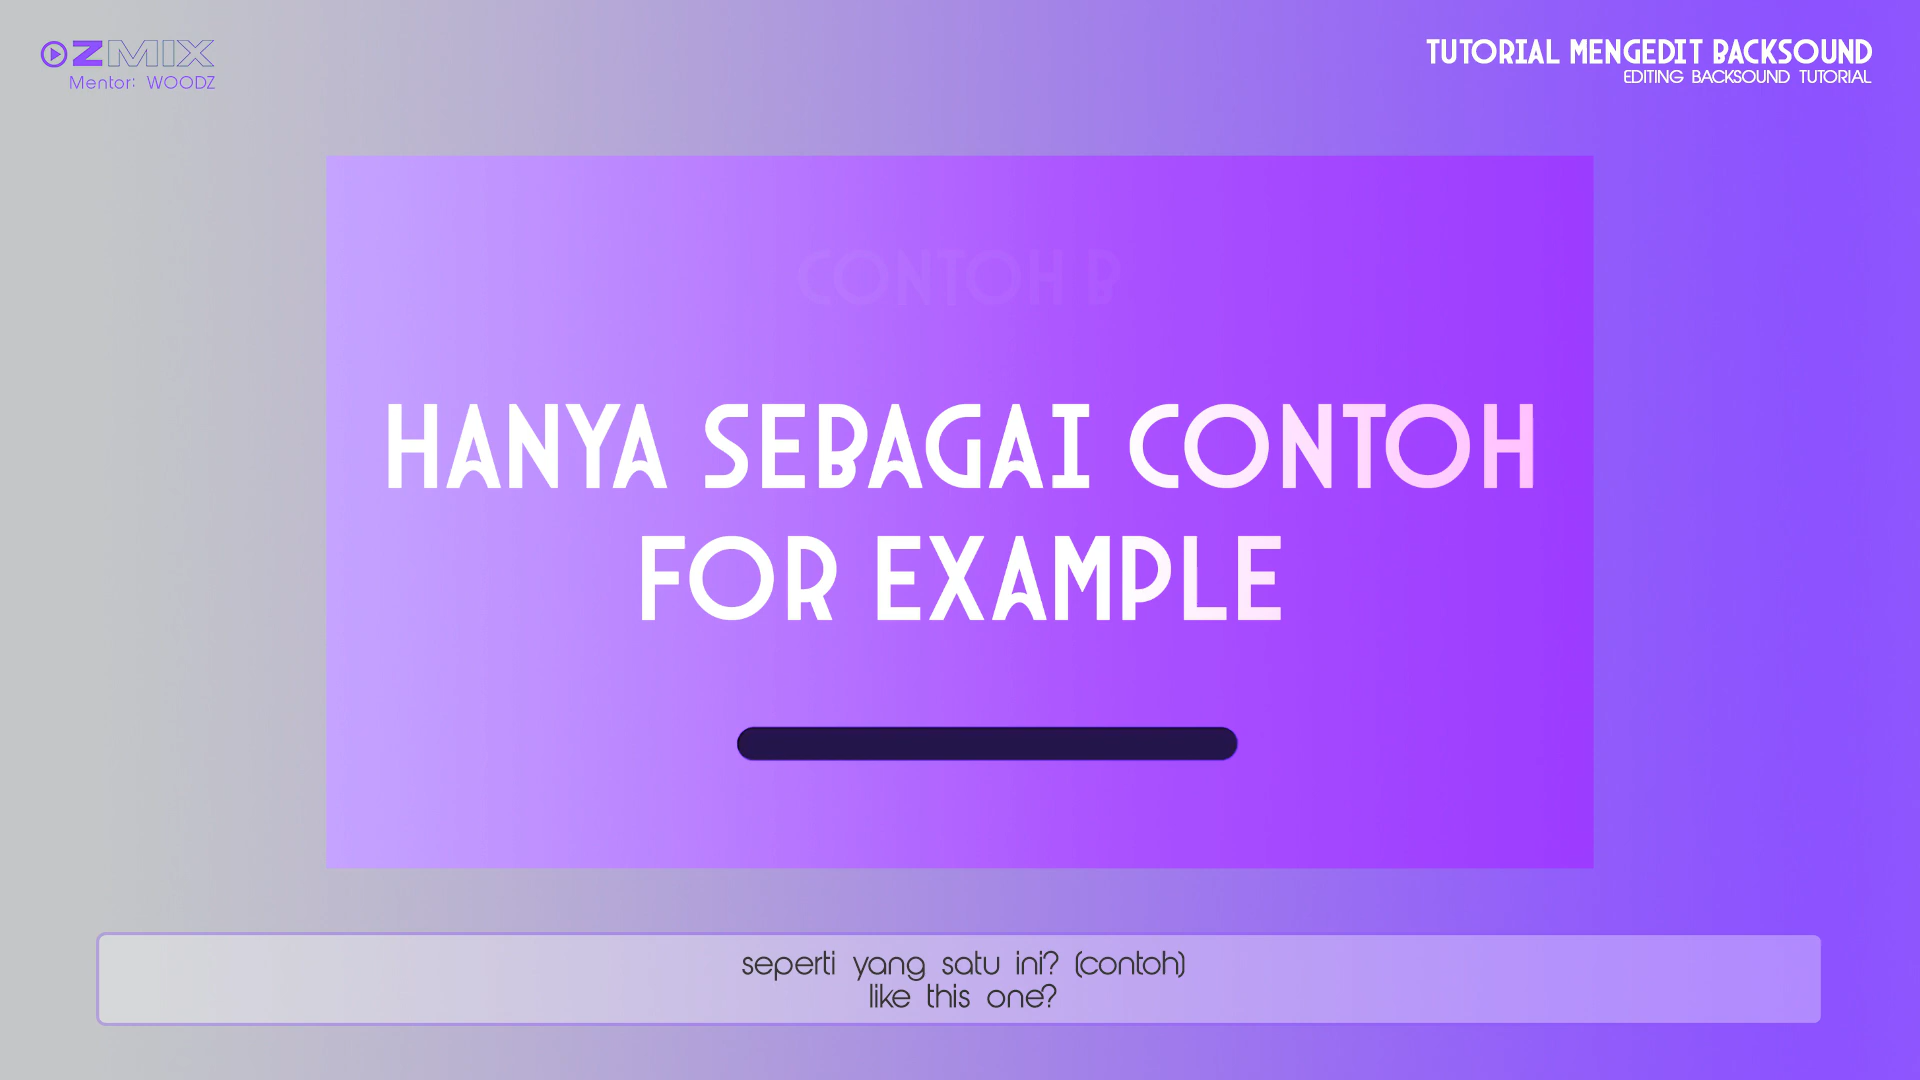 OZMIX
Mentor: WOODZ
TUTORIAL MENGEDIT BACKSOUND
EDITING BACKSOUND TUTORIAL
CONTOH B
HANYA SEBAGAI CONTOH
FOR EXAMPLE
seperti yang satu ini? (contoh)
like this one?